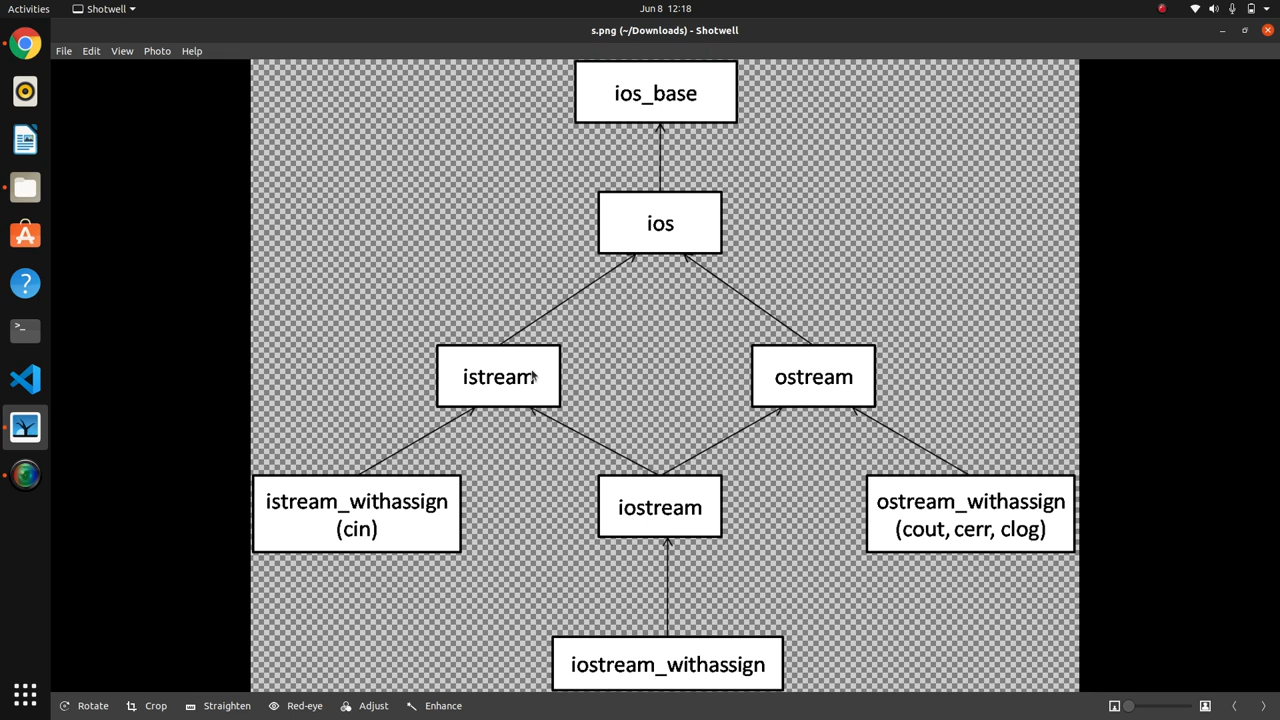 Activities
Shotwell
Jun 8 12:18
s.png (~/Downloads) - Shotwell
File Edit View Photo Help
ios_base
ios
istream
ostream
istream_withassign
(cin)
iostream
ostream_withassign
(cout, cerr, clog)
iostream_withassign
Rotate Crop Straighten Red-eye Adjust Enhance